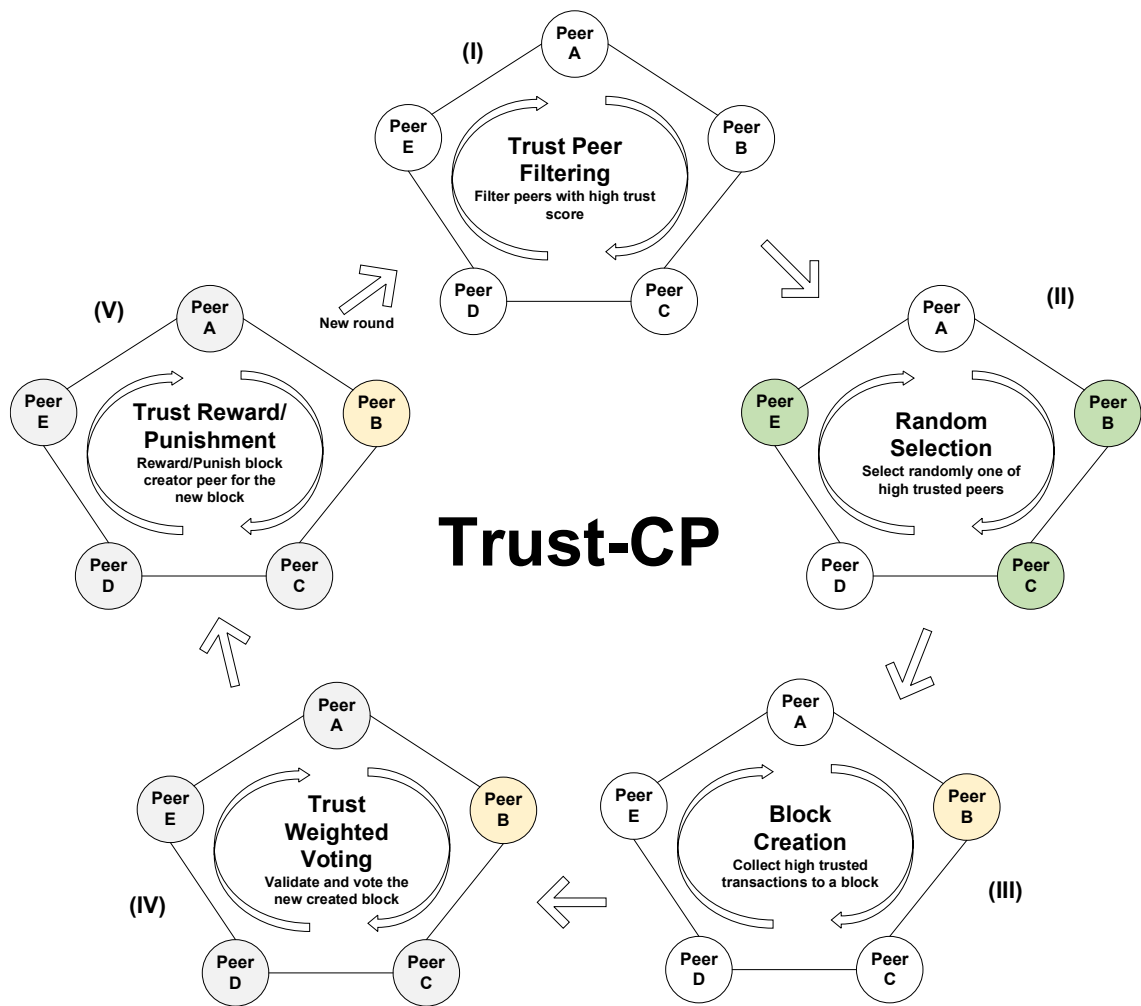 (I)
Peer
A
Peer
E
Peer
B
Trust Peer
Filtering
Filter peers with high trust
score
Peer
D
Peer
C
(II)
Peer
A
Peer
E
Peer
B
Random
Selection
Select randomly one of
high trusted peers
Peer
D
Peer
C
Trust-CP
(III)
Peer
A
Peer
E
Peer
B
Block
Creation
Collect high trusted
transactions to a block
Peer
D
Peer
C
(IV)
Peer
A
Peer
E
Peer
B
Trust
Weighted
Voting
Validate and vote the
new created block
Peer
D
Peer
C
(V)
Peer
A
Peer
E
Peer
B
Trust Reward/
Punishment
Reward/Punish block
creator peer for the
new block
Peer
D
Peer
C
New round